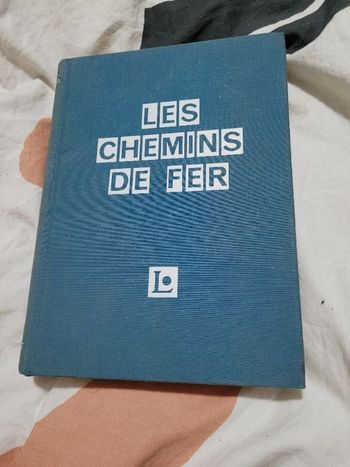 LES
CHEMINS
DE FER
L